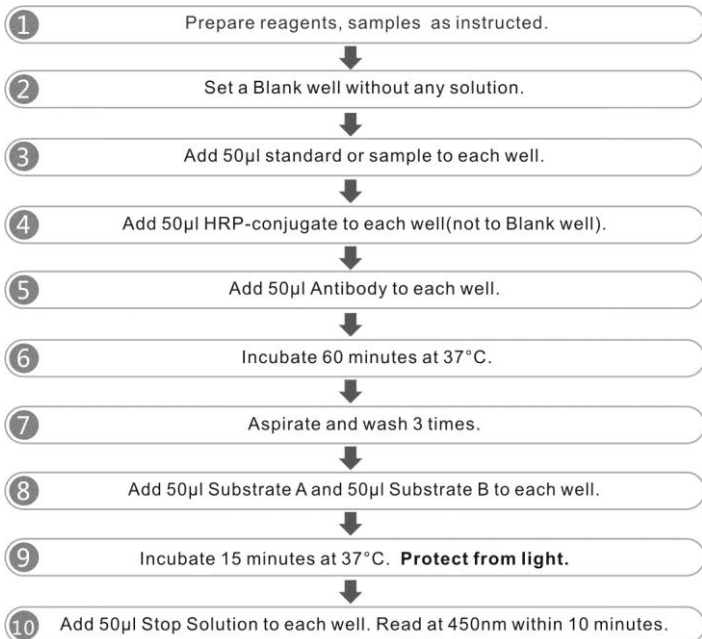 1 Prepare reagents, samples as instructed.
2 Set a Blank well without any solution.
3 Add 50µl standard or sample to each well.
4 Add 50µl HRP-conjugate to each well(not to Blank well).
5 Add 50µl Antibody to each well.
6 Incubate 60 minutes at 37°C.
7 Aspirate and wash 3 times.
8 Add 50µl Substrate A and 50µl Substrate B to each well.
9 Incubate 15 minutes at 37°C. Protect from light.
10 Add 50µl Stop Solution to each well. Read at 450nm within 10 minutes.